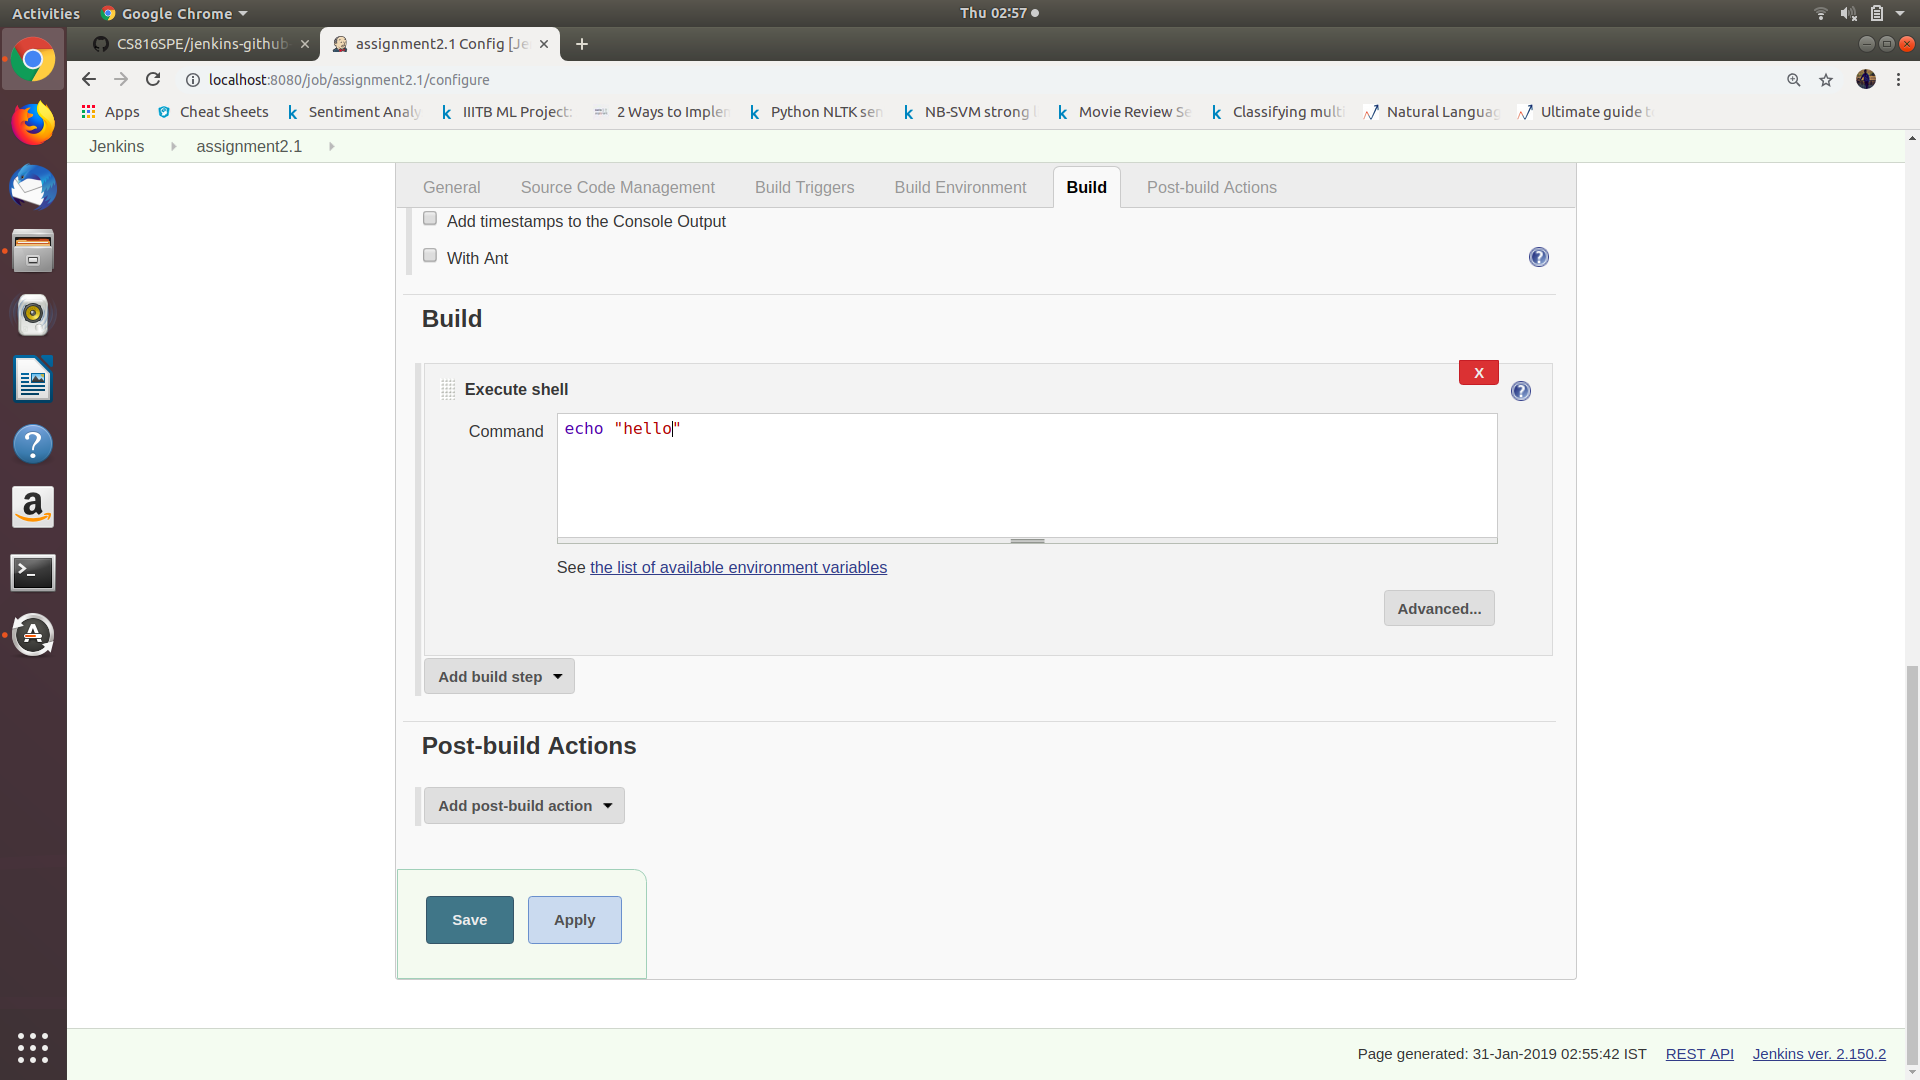 Activities Google Chrome Thu 02:57
CS816SPE/jenkins-github assignment2.1 Config [Je
localhost:8080/job/assignment2.1/configure
Apps Cheat Sheets Sentiment Analy IIITB ML Project: 2 Ways to Implem Python NLTK sen NB-SVM strong Movie Review Se Classifying multi Natural Languag Ultimate guide t
Jenkins assignment2.1
General Source Code Management Build Triggers Build Environment Build Post-build Actions
Add timestamps to the Console Output
With Ant
Build
X
Execute shell
Command echo "hello"
See the list of available environment variables
Advanced...
Add build step
Post-build Actions
Add post-build action
Save Apply
Page generated: 31-Jan-2019 02:55:42 IST REST API Jenkins ver. 2.150.2